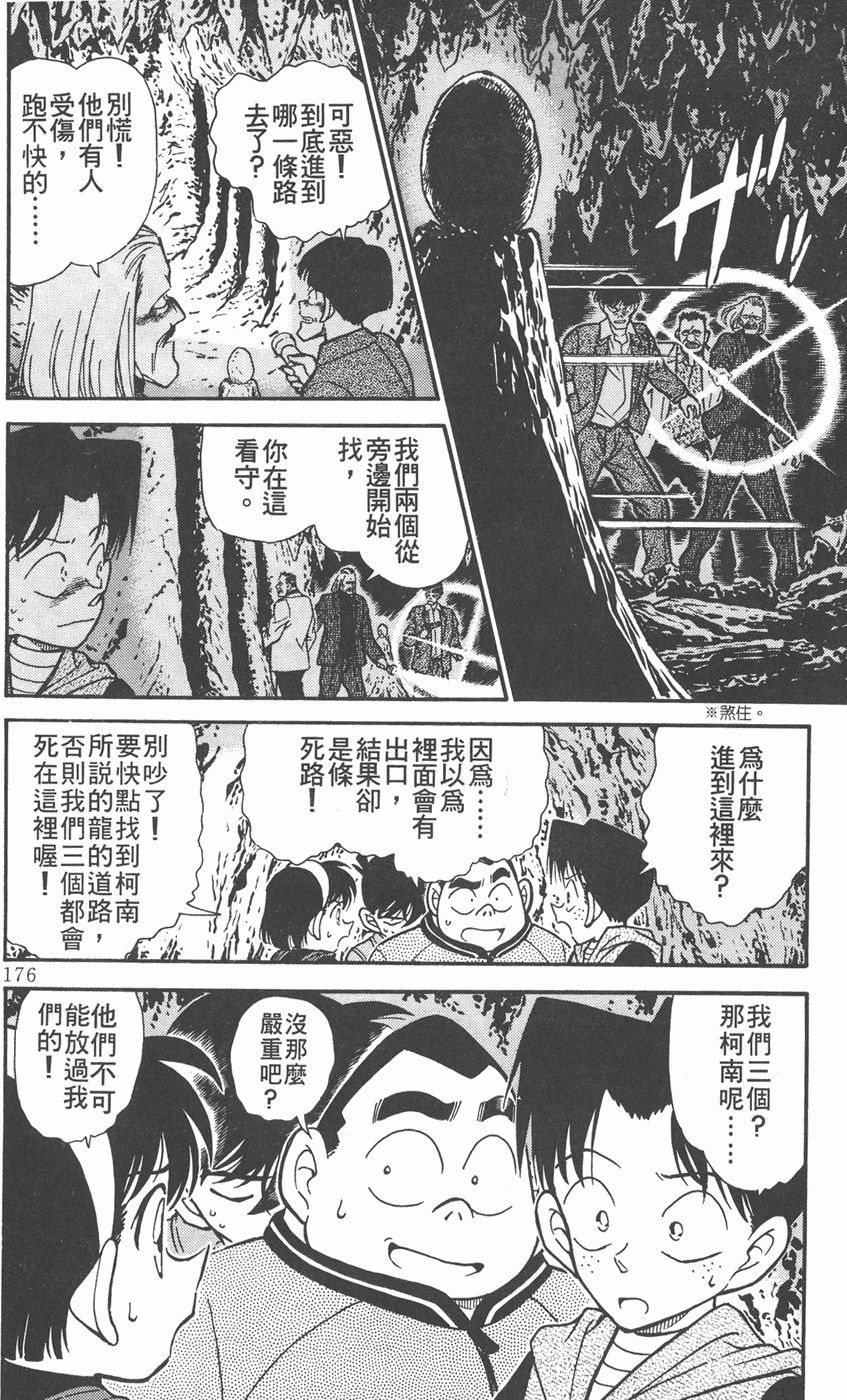 ザッ
※煞住。
可惡！
到底進到
哪一條路
去了？
別慌！
他們有人
受傷，
跑不快的……
我們兩個從
旁邊開始
找，
你在這
看守。
爲什麼
進到這裡來？
因爲……
我以爲
裡面會有
出口，
結果卻
是條
死路！
別吵了！
要快點找到柯南
所説的龍的道路，
否則我們三個都會
死在這裡喔！
我們三個？
那柯南呢……
沒那麼
嚴重吧？
他們不可
能放過我
們的！
176